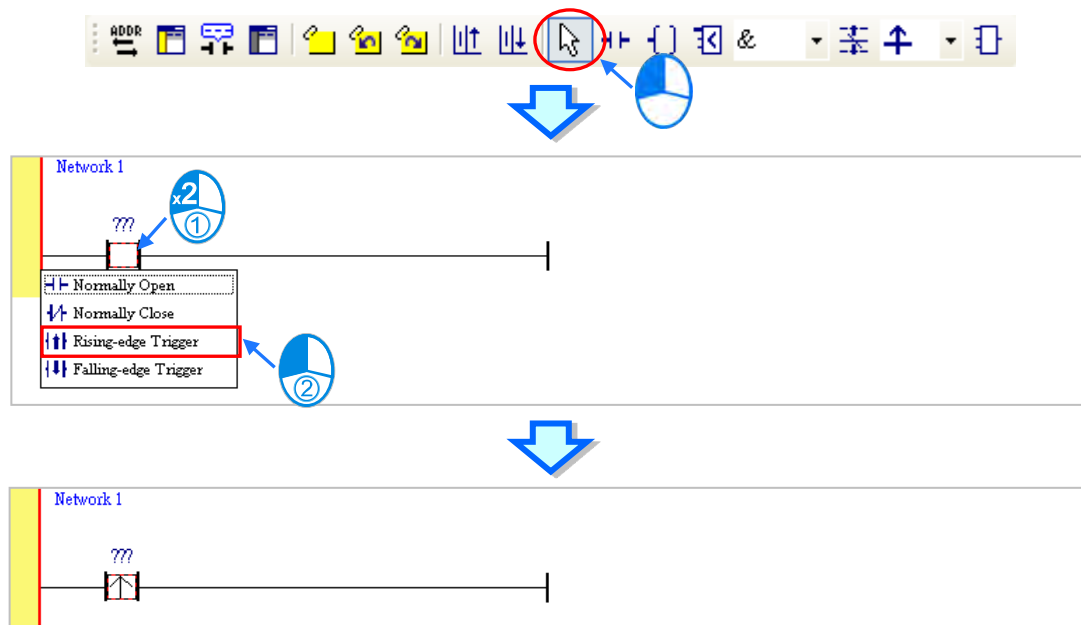 ADDR
&
Network 1
x2
①
???
Normally Open
Normally Close
Rising-edge Trigger
Falling-edge Trigger
②
Network 1
???